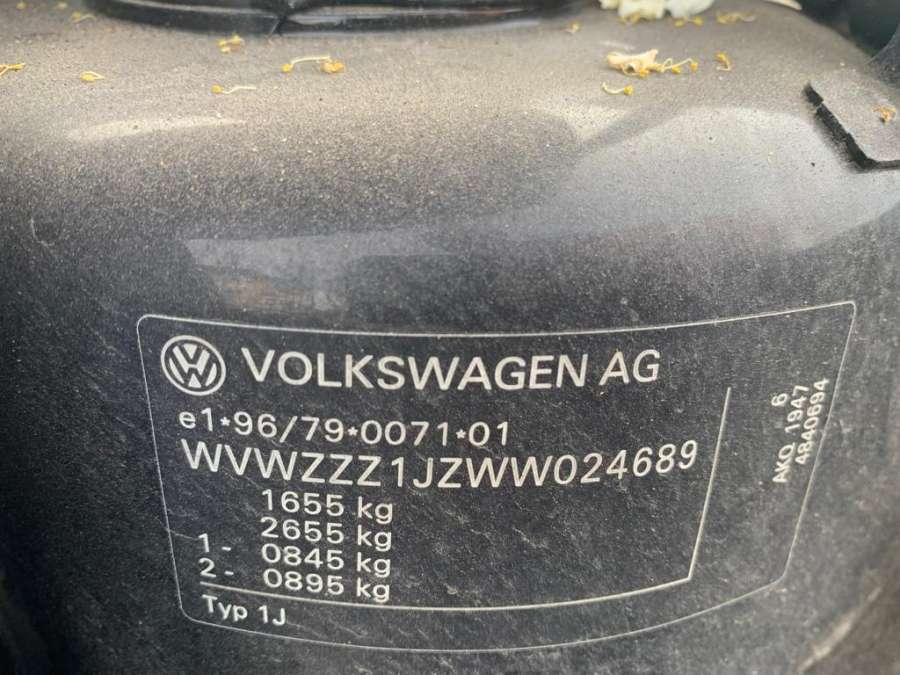 VOLKSWAGEN AG
e1*96/79*0071*01
WVWZZZ1JZWW024689
1655 kg
2655 kg
1- 0845 kg
2- 0895 kg
Typ 1J
6
AKQ 1947
4840694